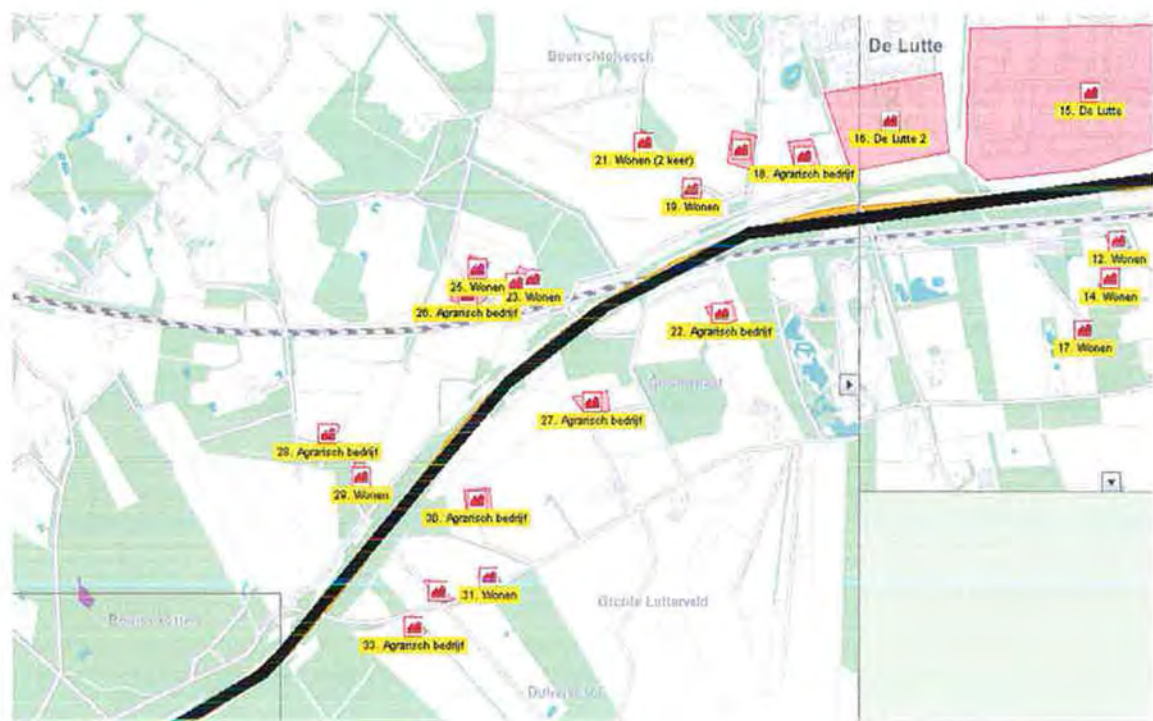 De Lutte
15. De Lutte
16. De Lutte 2
21. Wonen (2 keer)
18. Agrarisch bedrijf
19. Wonen
12. Wonen
25. Wonen
23. Wonen
14. Wonen
26. Agrarisch bedrijf
22. Agrarisch bedrijf
17. Wonen
27. Agrarisch bedrijf
28. Agrarisch bedrijf
29. Wonen
30. Agrarisch bedrijf
31. Wonen
Groote Lutterveld
33. Agrarisch bedrijf